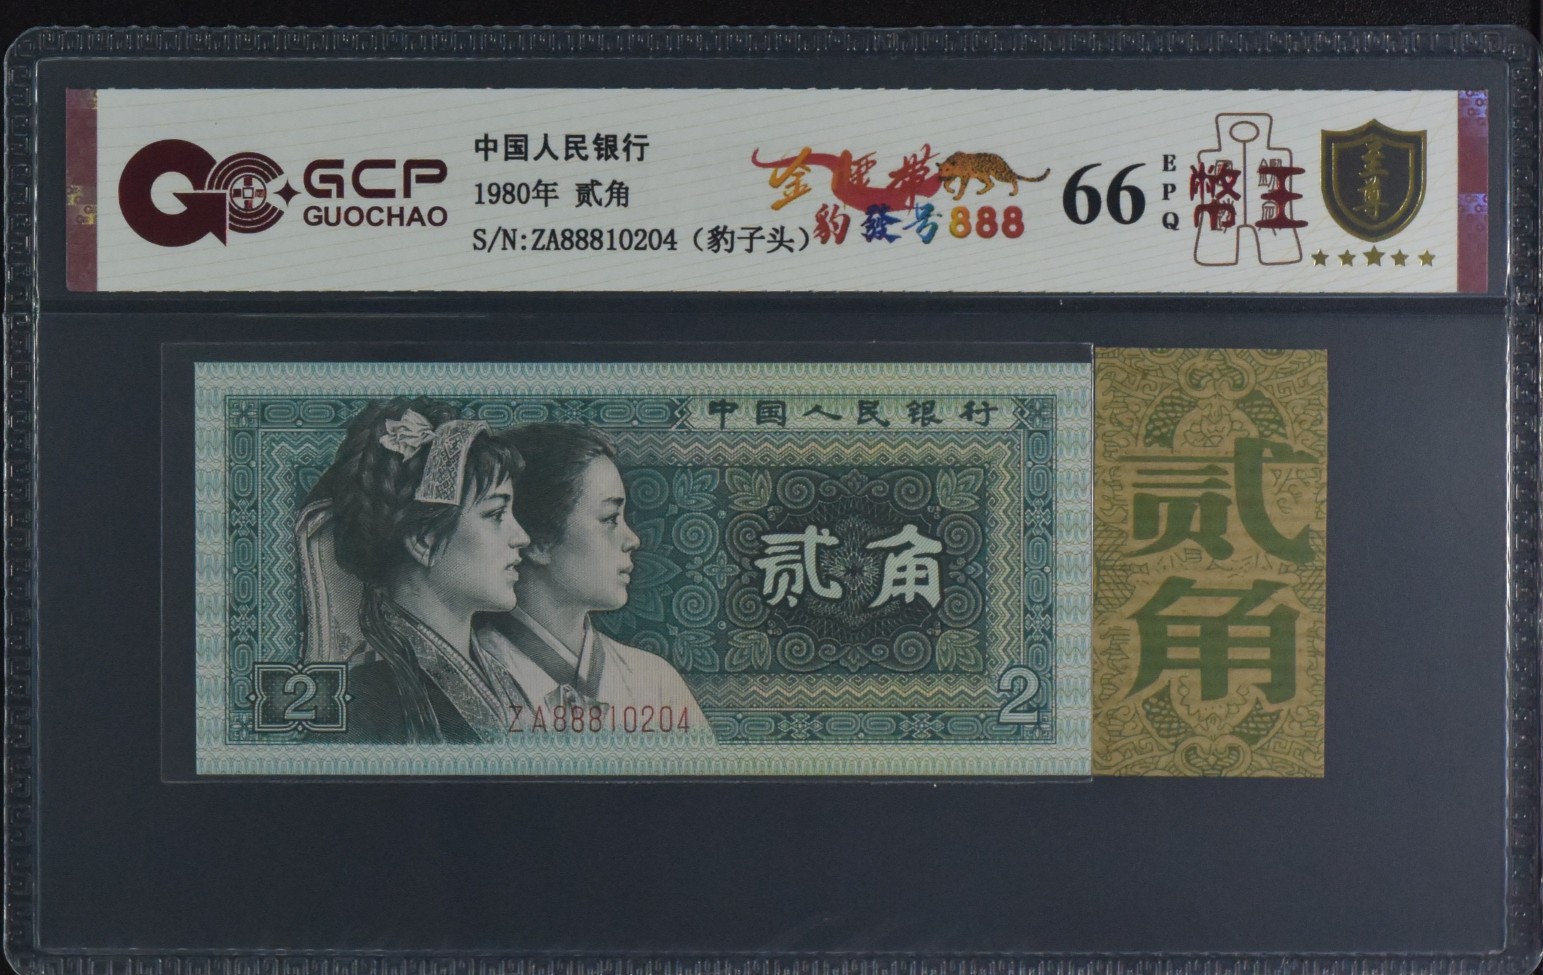 GCP
GUOCHAO
中国人民银行
1980年 贰角
S/N:ZA88810204（豹子头）
豹發号888
66
EPQ
至尊
中国人民银行
贰角
2
ZA88810204
2
贰角